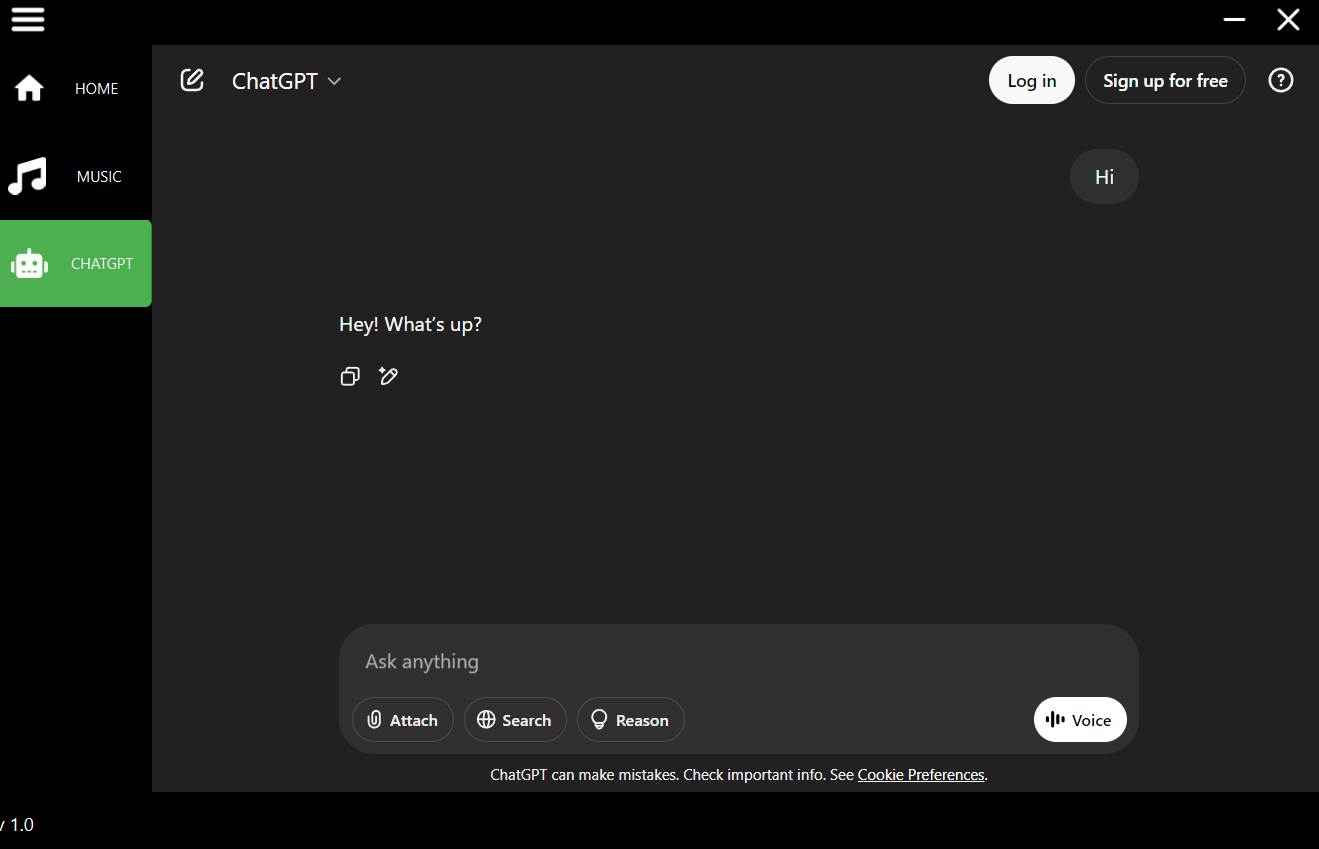 HOME
MUSIC
CHATGPT
ChatGPT
Log in
Sign up for free
Hi
Hey! What's up?
Ask anything
Attach
Search
Reason
Voice
ChatGPT can make mistakes. Check important info. See Cookie Preferences.
v 1.0